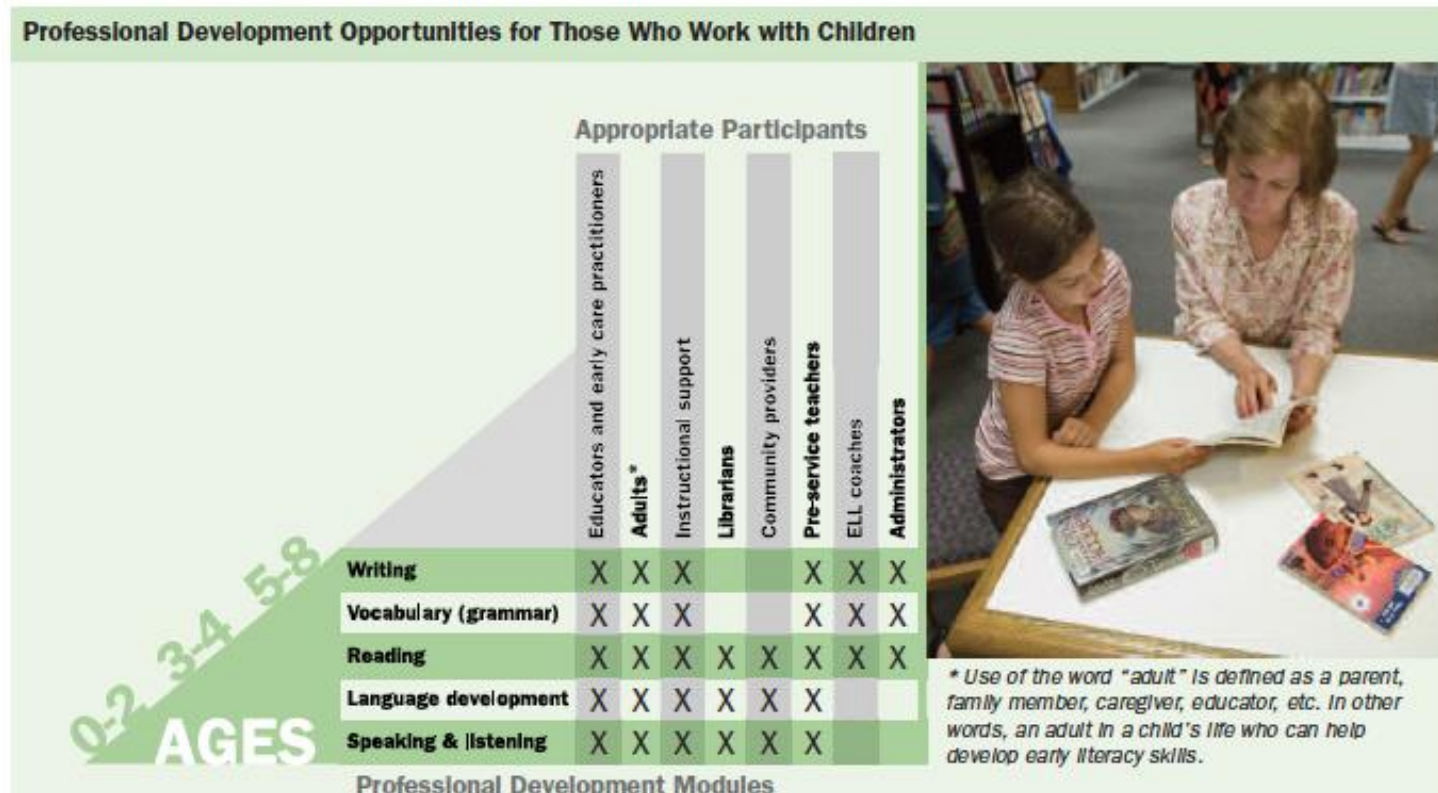 Professional Development Opportunities for Those Who Work with Children
Appropriate Participants
Educators and early care practitioners
Adults*
Instructional support
Librarians
Community providers
Pre-service teachers
ELL coaches
Administrators
Writing X X X X X X
Vocabulary (grammar) X X X X X X
Reading X X X X X X X X
Language development X X X X X X
Speaking & listening X X X X X X
0-2 3-4 5-8
AGES
Professional Development Modules
* Use of the word "adult" is defined as a parent,
family member, caregiver, educator, etc. In other
words, an adult in a child's life who can help
develop early literacy skills.